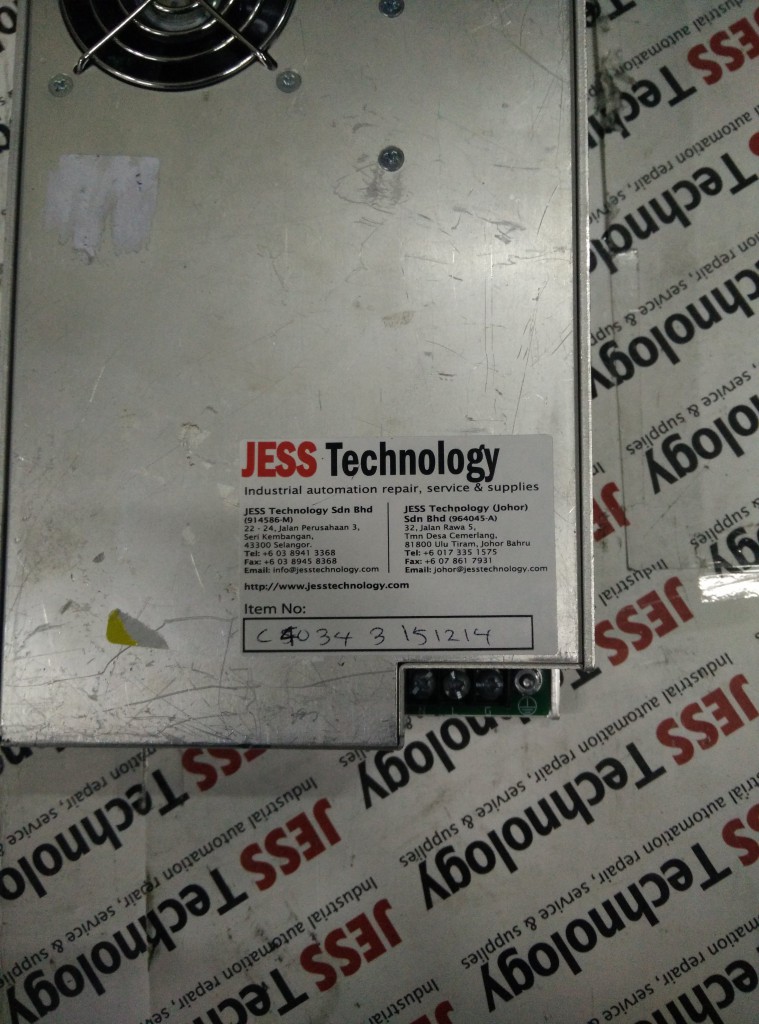 JESS Technology
Industrial automation repair, service & supplies
JESS Technology Sdn Bhd
(914586-M)
22 - 24, Jalan Perusahaan 3,
Seri Kembangan,
43300 Selangor.
Tel: +6 03 8941 3368
Fax: +6 03 8945 8368
Email: info@jesstechnology.com
JESS Technology (Johor)
Sdn Bhd (964045-A)
32, Jalan Rawa 5,
Tmn Desa Cemerlang,
81800 Ulu Tiram, Johor Bahru
Tel: +6 017 335 1575
Fax: +6 07 861 7931
Email: johor@jesstechnology.com
http://www.jesstechnology.com
Item No:
3 151214
JESS Technology
Industrial automation repair, service & supplies